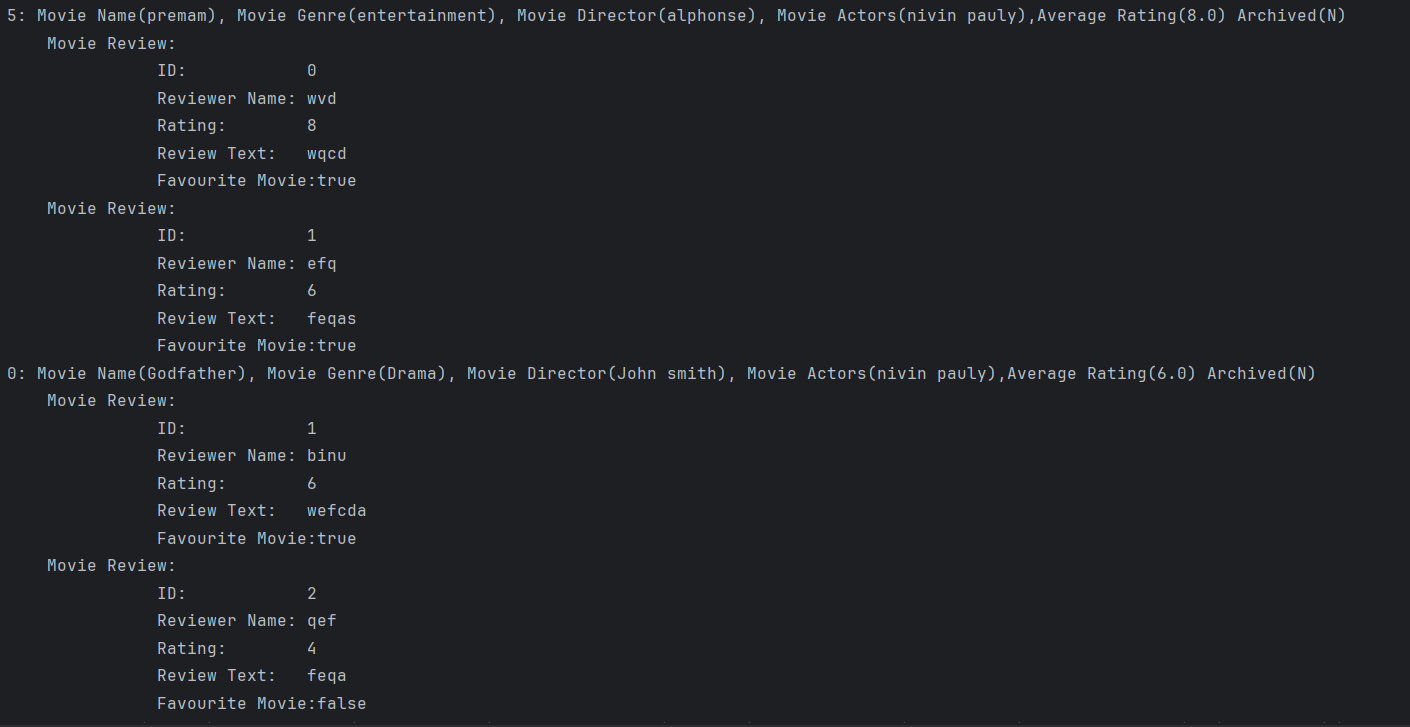 5: Movie Name(premam), Movie Genre(entertainment), Movie Director(alphonse), Movie Actors(nivin pauly),Average Rating(8.0) Archived(N)
Movie Review:
ID: 0
Reviewer Name: wvd
Rating: 8
Review Text: wqcd
Favourite Movie:true
Movie Review:
ID: 1
Reviewer Name: efq
Rating: 6
Review Text: feqas
Favourite Movie:true
0: Movie Name(Godfather), Movie Genre(Drama), Movie Director(John smith), Movie Actors(nivin pauly),Average Rating(6.0) Archived(N)
Movie Review:
ID: 1
Reviewer Name: binu
Rating: 6
Review Text: wefcda
Favourite Movie:true
Movie Review:
ID: 2
Reviewer Name: qef
Rating: 4
Review Text: feqa
Favourite Movie:false